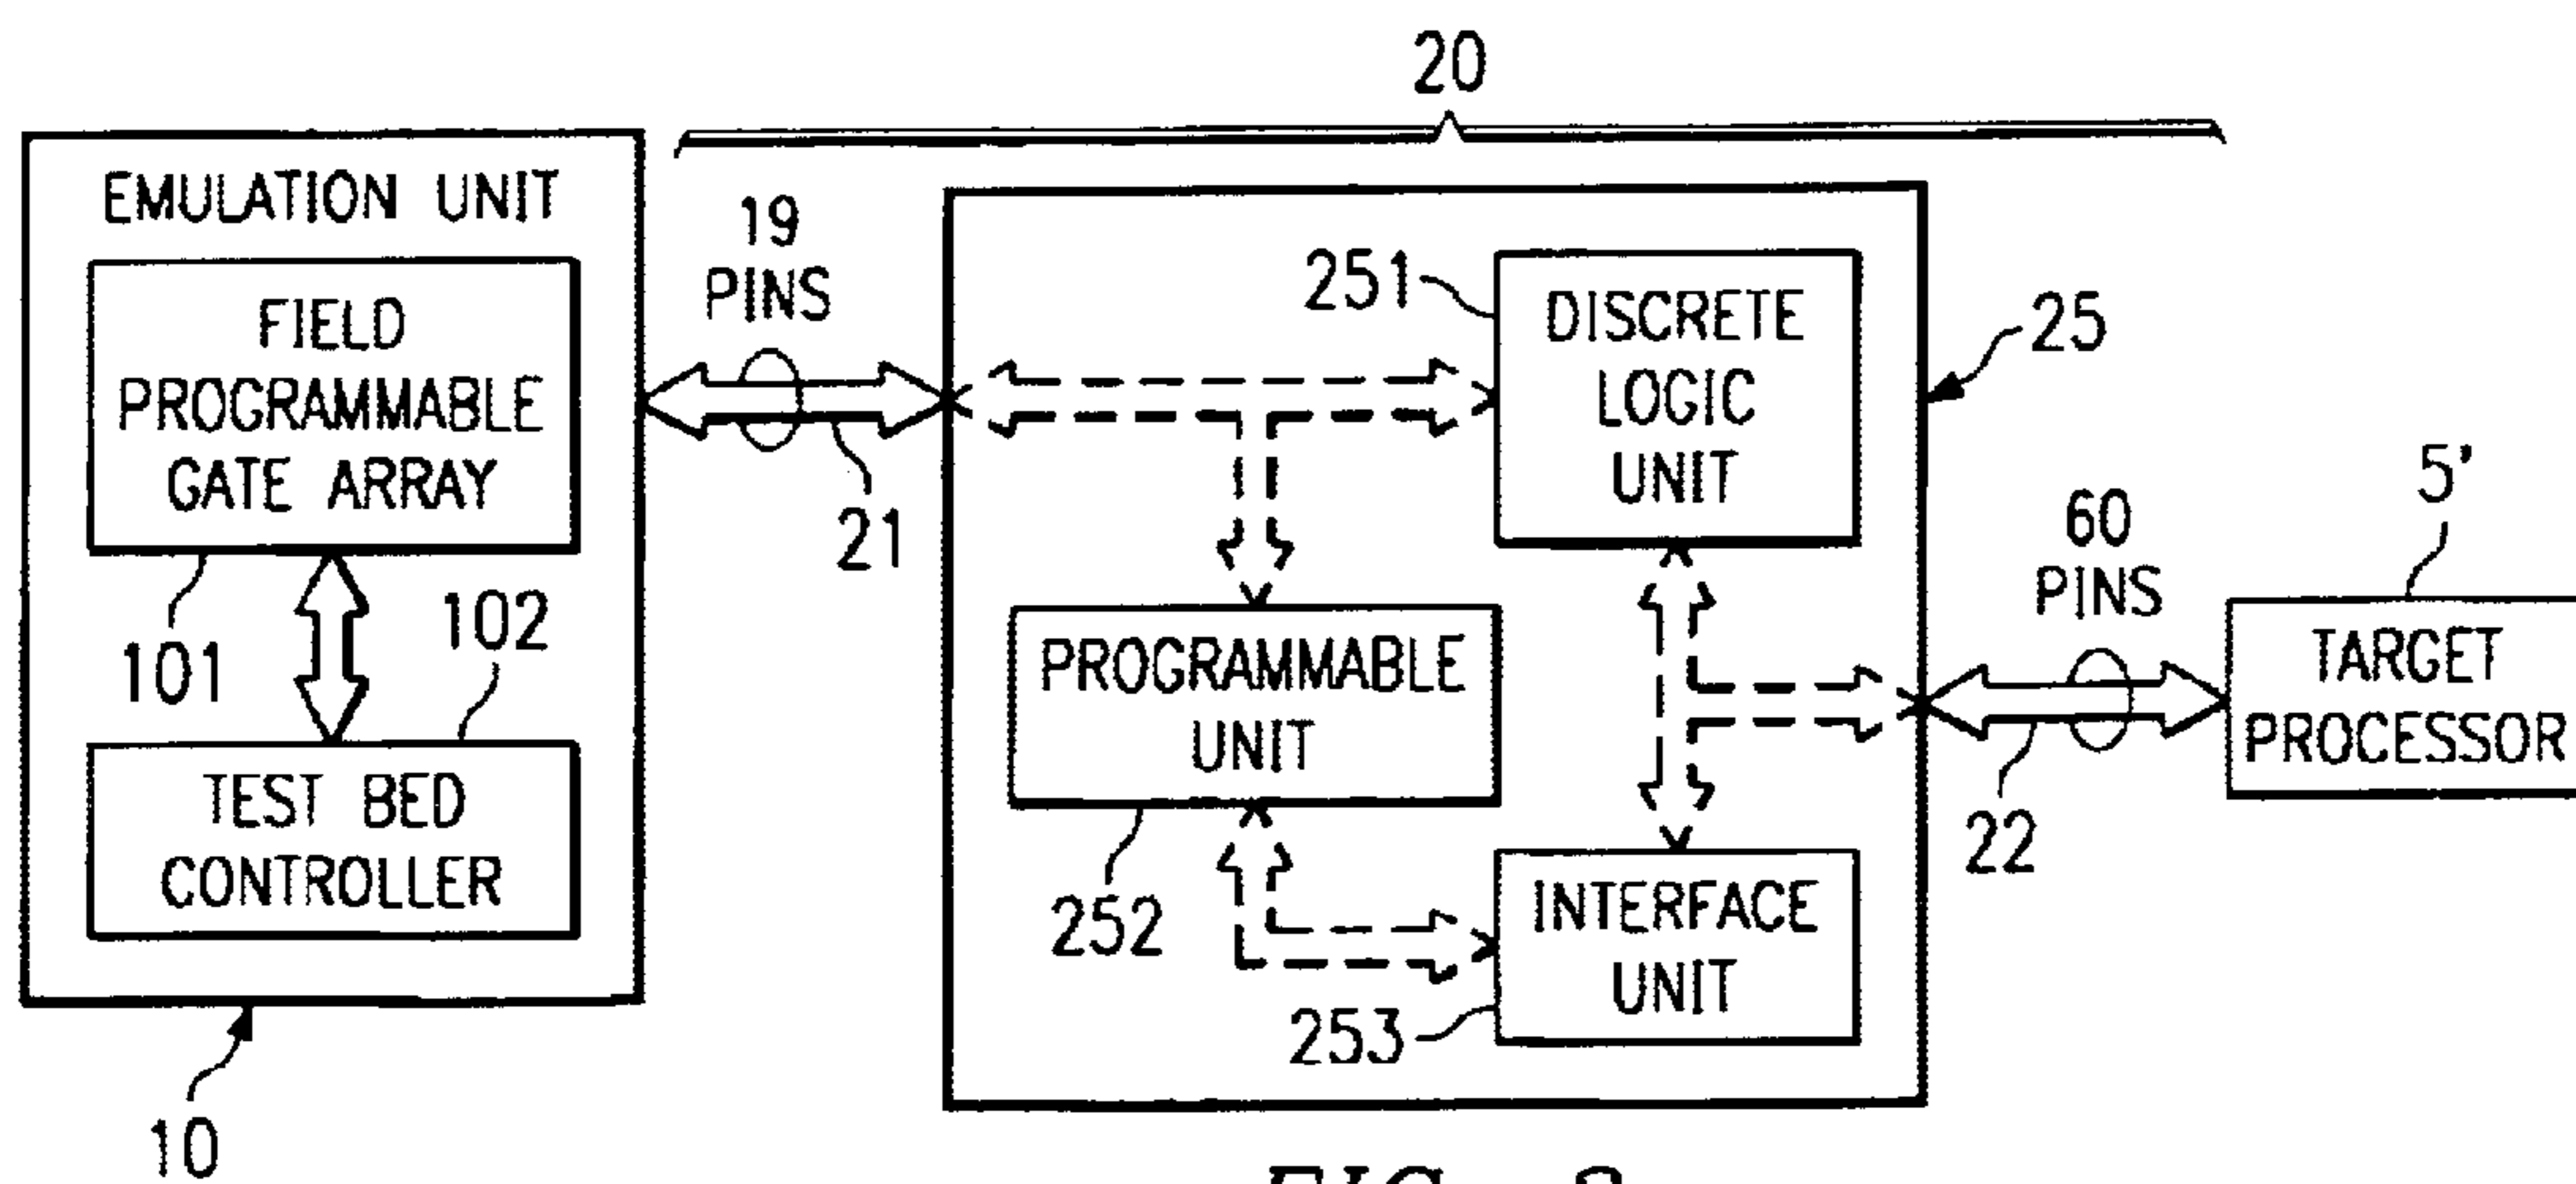 20
EMULATION UNIT
FIELD
PROGRAMMABLE
GATE ARRAY
101
102
TEST BED
CONTROLLER
10
19
PINS
21
251
DISCRETE
LOGIC
UNIT
25
PROGRAMMABLE
UNIT
252
INTERFACE
UNIT
253
60
PINS
22
5'
TARGET
PROCESSOR